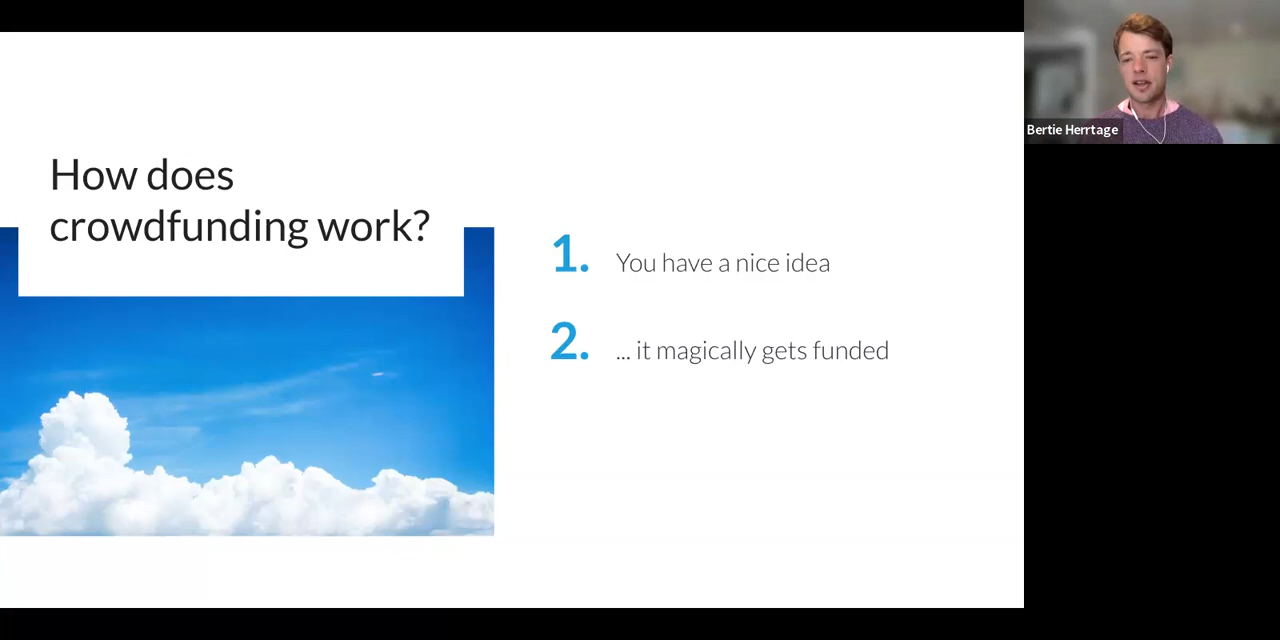 How does
crowdfunding work?
1. You have a nice idea
2. ... it magically gets funded
Bertie Herrtage